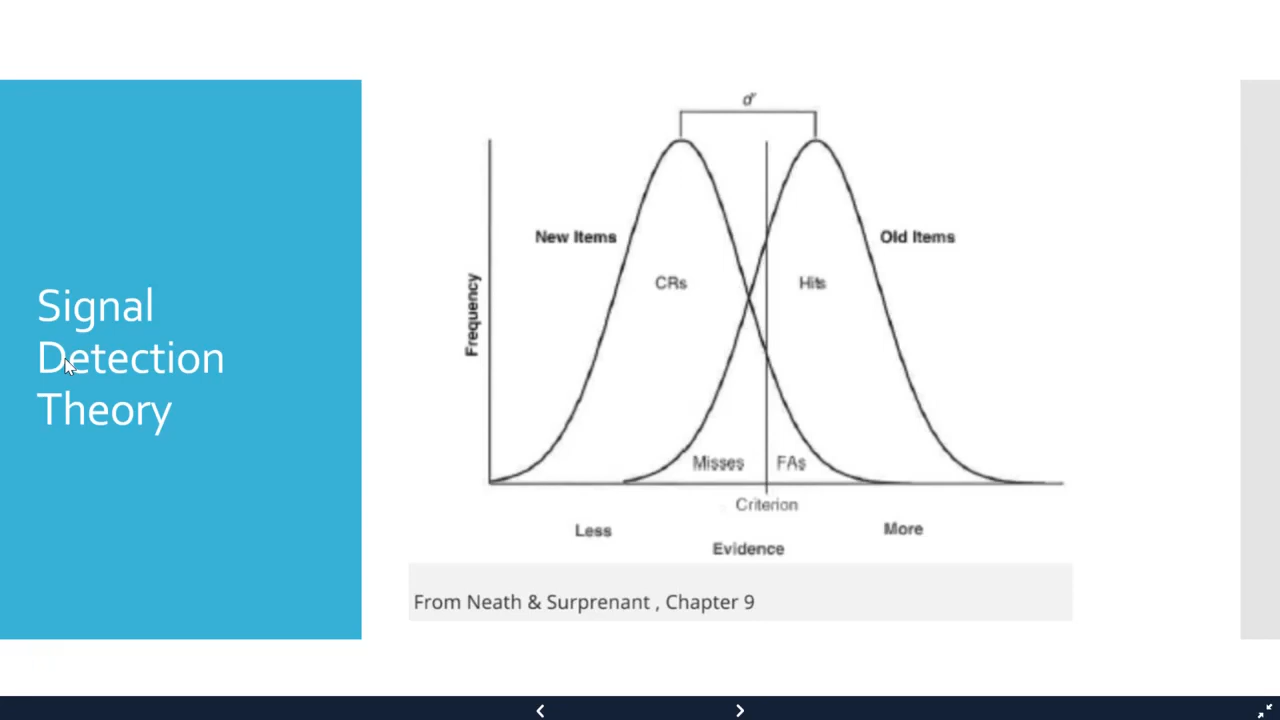 Signal
Detection
Theory
d'
New Items
Old Items
CRs
Hits
Frequency
Misses
FAs
Criterion
Less
More
Evidence
From Neath & Surprenant , Chapter 9